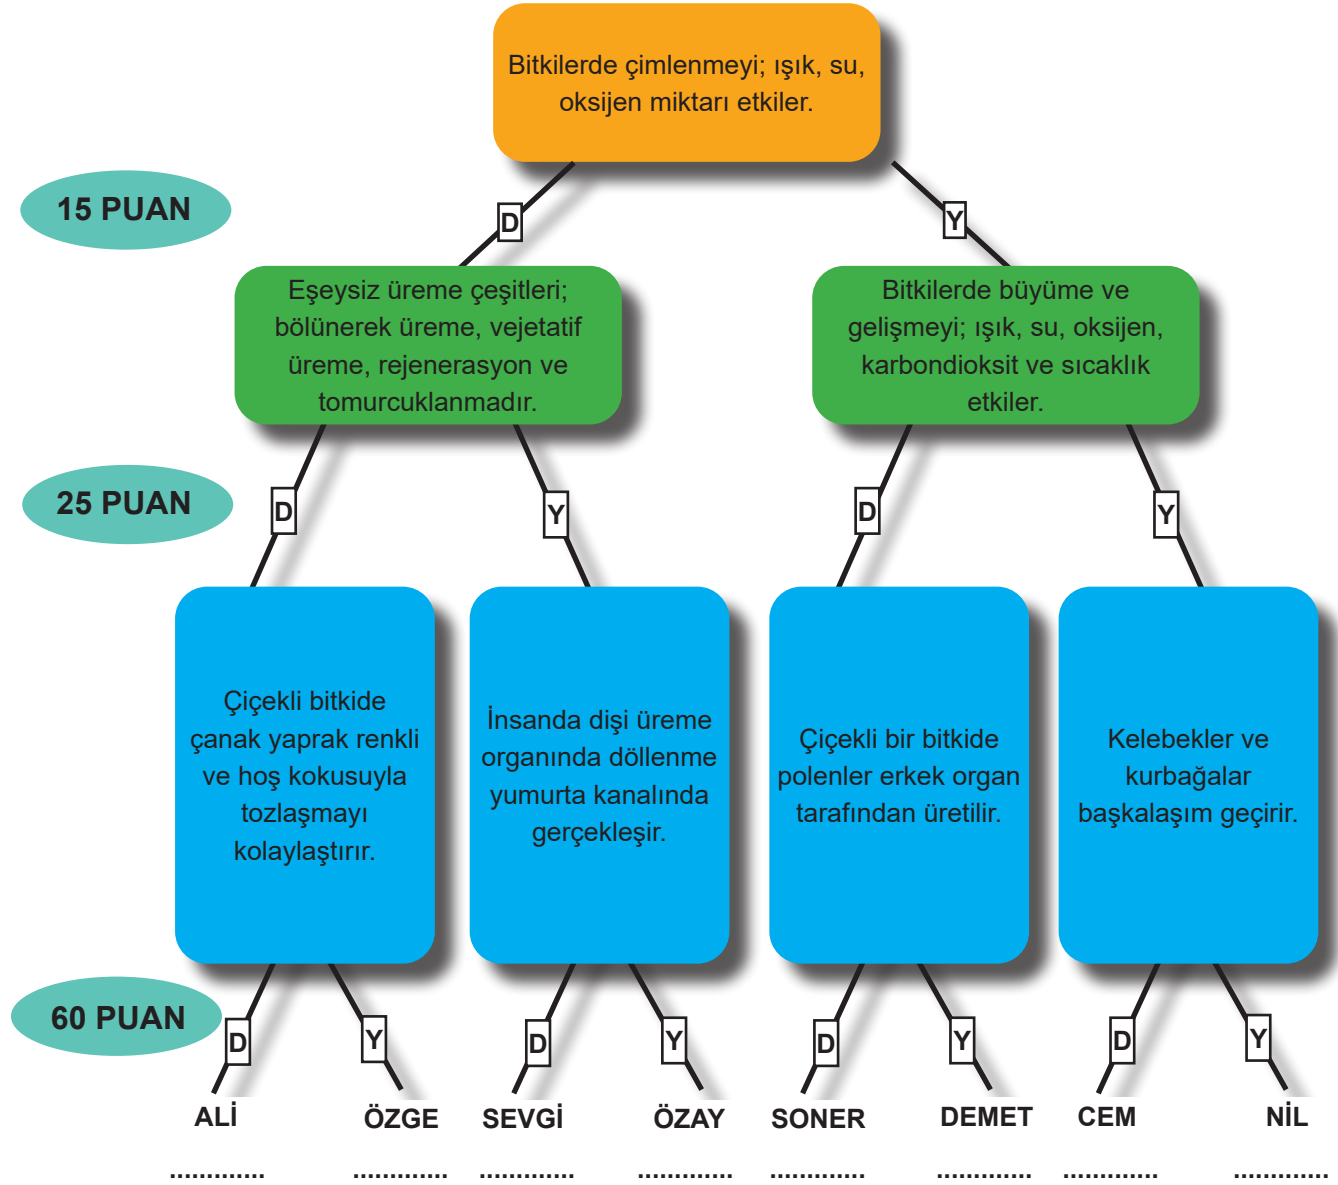 Bitkilerde çimlenmeyi; ışık, su,
oksijen miktarı etkiler.
15 PUAN
D
Y
Eşeysiz üreme çeşitleri;
bölünerek üreme, vejetatif
üreme, rejenerasyon ve
tomurcuklanmadır.
Bitkilerde büyüme ve
gelişmeyi; ışık, su, oksijen,
karbondioksit ve sıcaklık
etkiler.
25 PUAN
D
Y
D
Y
Çiçekli bitkide
çanak yaprak renkli
ve hoş kokusuyla
tozlaşmayı
kolaylaştırır.
İnsanda dişi üreme
organında döllenme
yumurta kanalında
gerçekleşir.
Çiçekli bir bitkide
polenler erkek organ
tarafından üretilir.
Kelebekler ve
kurbağalar
başkalaşım geçirir.
60 PUAN
D
Y
D
Y
D
Y
D
Y
ALİ
ÖZGE
SEVGİ
ÖZAY
SONER
DEMET
CEM
NİL
............. ............. ............. ............. ............. ............. ............. .............